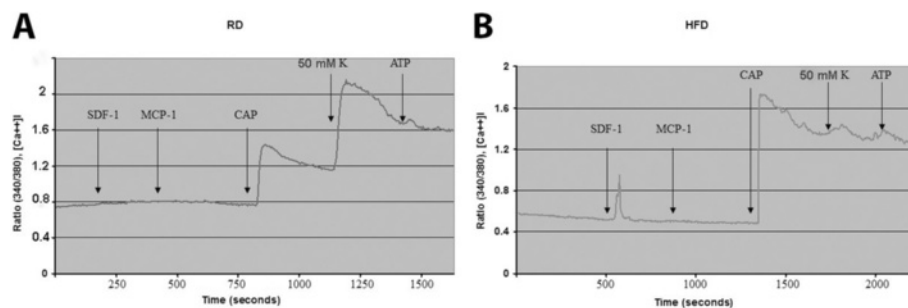 A
RD
Ratio (340/380), [Ca++]I
2
1.6
1.2
0.8
0.4
0
SDF-1
MCP-1
CAP
50 mM K
ATP
250
500
750
1000
1250
1500
Time (seconds)
B
HFD
Ratio (340/380), [Ca++]I
2
1.6
1.2
0.8
0.4
0
SDF-1
MCP-1
CAP
50 mM K
ATP
500
1000
1500
2000
Time (seconds)